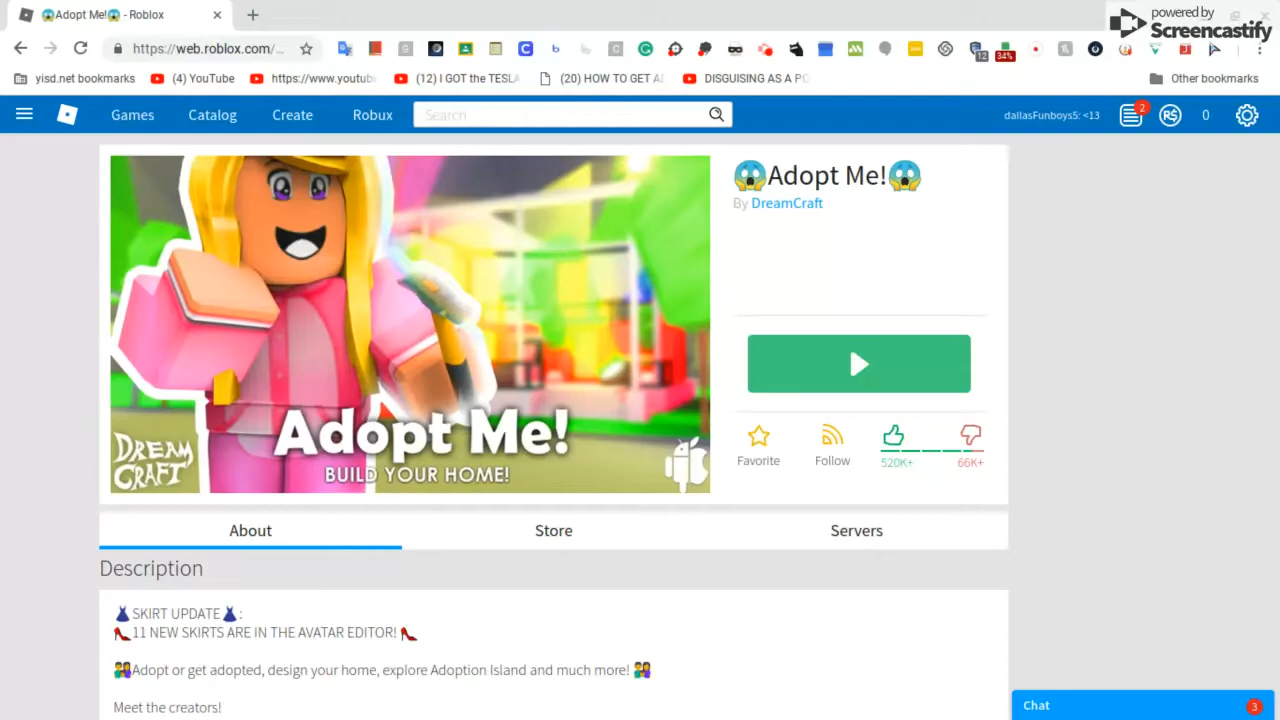 😱Adopt Me!😱 - Roblox
powered by
Screencastify
https://web.roblox.com/...
12
34%
yisd.net bookmarks
(4) YouTube
https://www.youtub
(12) I GOT the TESLA
(20) HOW TO GET A
DISGUISING AS A PO
Other bookmarks
Games
Catalog
Create
Robux
Search
dallasFunboys5: <13
2
R$
0
😱Adopt Me!😱
By DreamCraft
Adopt Me!
BUILD YOUR HOME!
DREAM
CRAFT
Favorite
Follow
520K+
66K+
About
Store
Servers
Description
👗SKIRT UPDATE👗:
👠11 NEW SKIRTS ARE IN THE AVATAR EDITOR! 👠
👫Adopt or get adopted, design your home, explore Adoption Island and much more! 👫
Meet the creators!
Chat
3